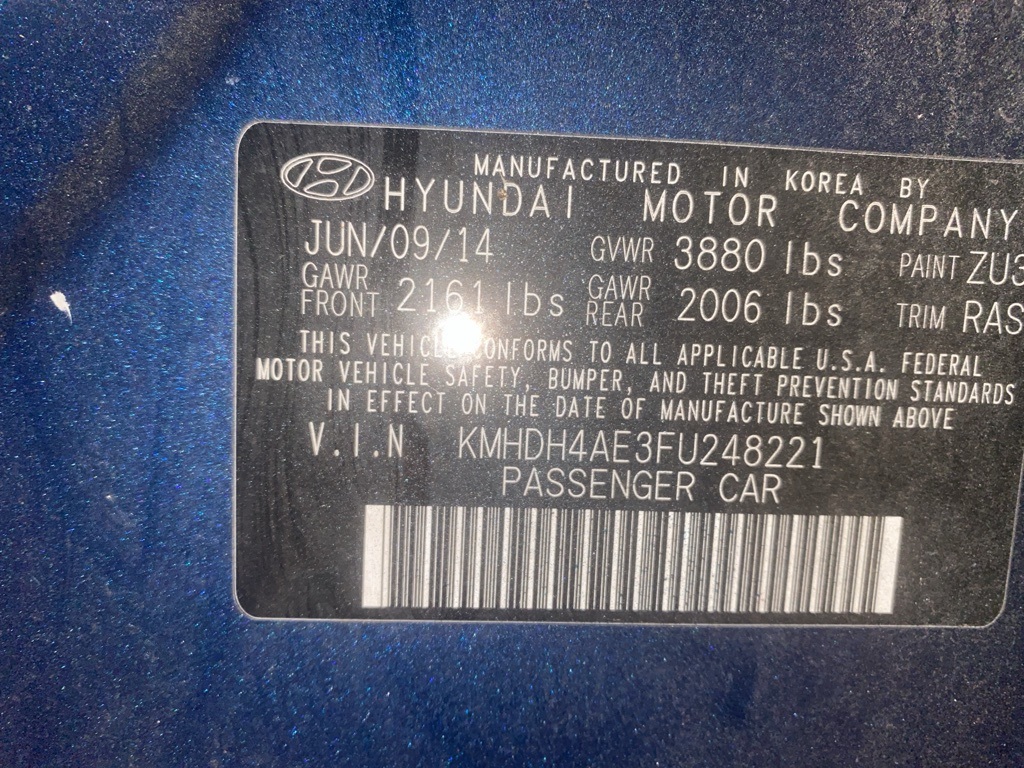 MANUFACTURED IN KOREA BY
HYUNDAI MOTOR COMPANY
JUN/09/14 GVWR 3880 lbs PAINT ZU3
GAWR FRONT 2161 lbs GAWR REAR 2006 lbs TRIM RAS
THIS VEHICLE CONFORMS TO ALL APPLICABLE U.S.A. FEDERAL
MOTOR VEHICLE SAFETY, BUMPER, AND THEFT PREVENTION STANDARDS
IN EFFECT ON THE DATE OF MANUFACTURE SHOWN ABOVE
V.I.N KMHDH4AE3FU248221
PASSENGER CAR